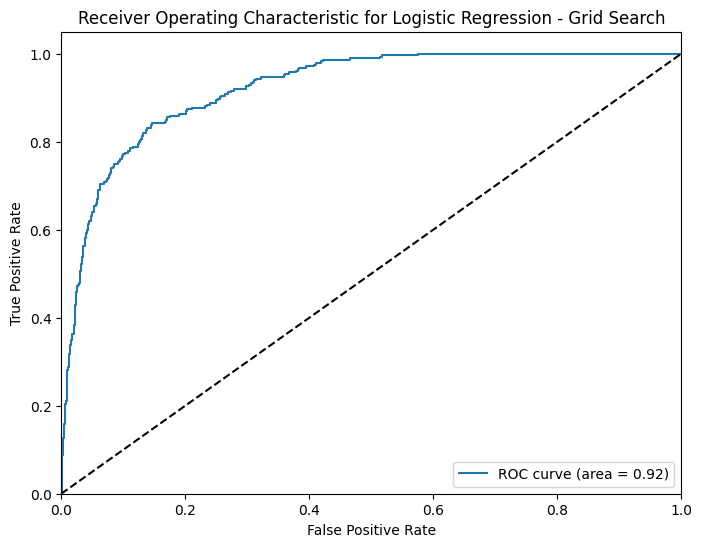 Receiver Operating Characteristic for Logistic Regression - Grid Search
1.0
0.8
0.6
0.4
0.2
0.0
True Positive Rate
ROC curve (area = 0.92)
0.0 0.2 0.4 0.6 0.8 1.0
False Positive Rate